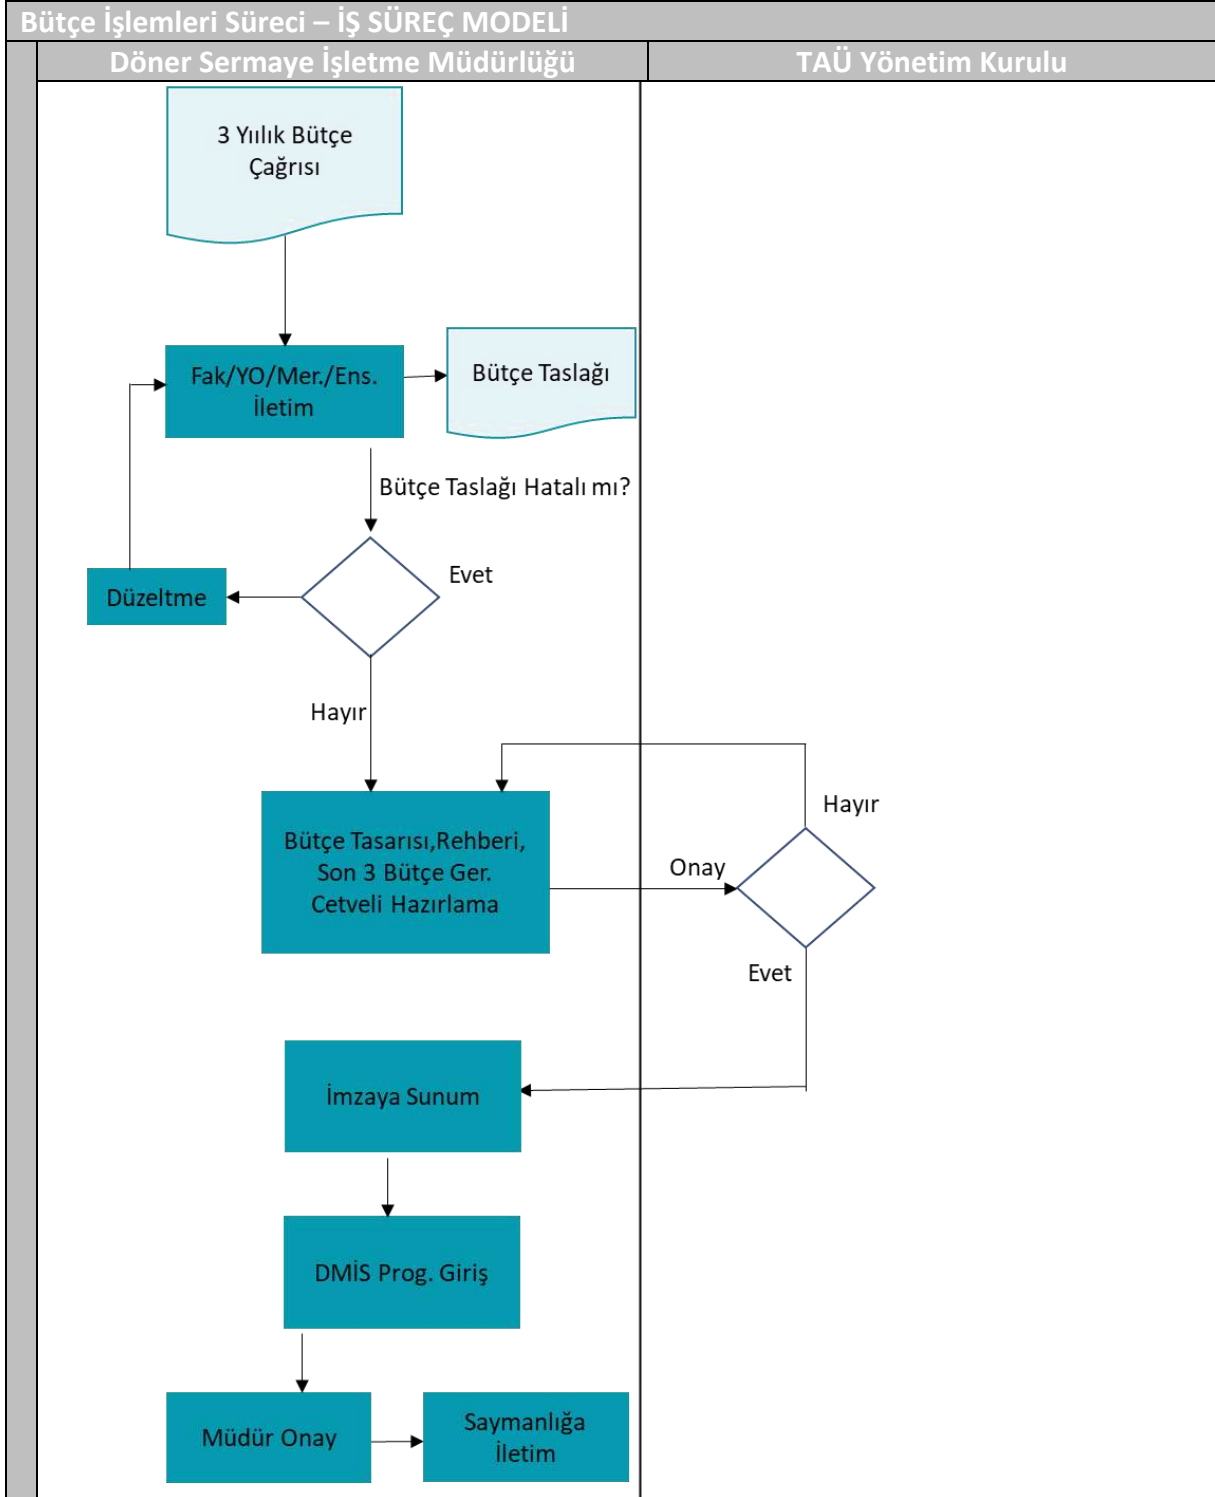 Bütçe İşlemleri Süreci – İŞ SÜREÇ MODELİ
Döner Sermaye İşletme Müdürlüğü
TAÜ Yönetim Kurulu
3 Yıılık Bütçe
Çağrısı
Fak/YO/Mer./Ens.
İletim
Bütçe Taslağı
Bütçe Taslağı Hatalı mı?
Evet
Düzeltme
Hayır
Bütçe Tasarısı,Rehberi,
Son 3 Bütçe Ger.
Cetveli Hazırlama
Onay
Hayır
Evet
İmzaya Sunum
DMİS Prog. Giriş
Müdür Onay
Saymanlığa
İletim